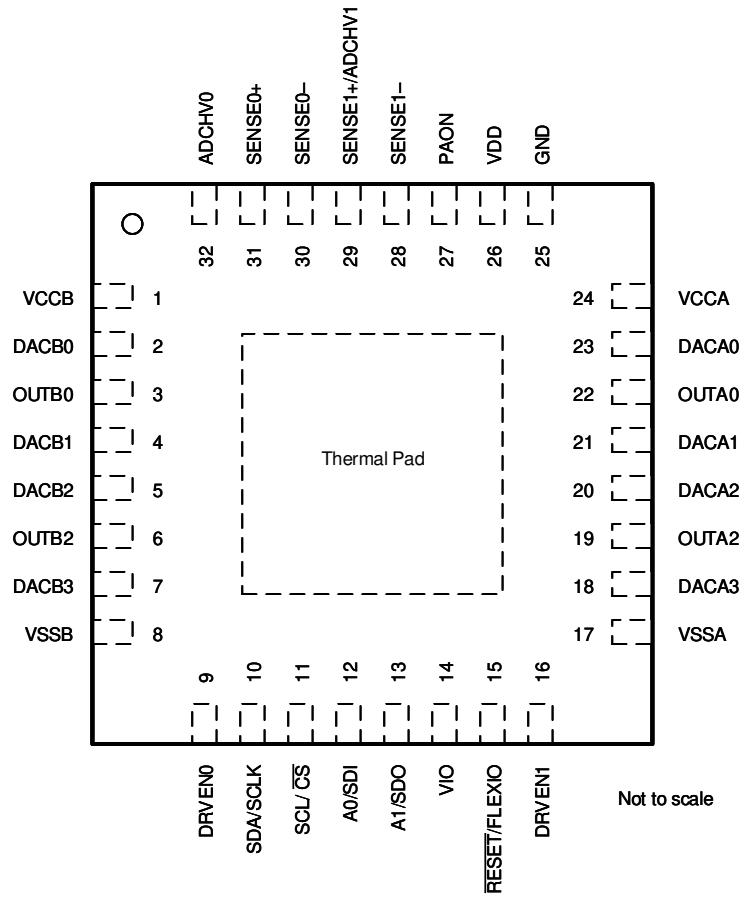 ADCHV0
SENSE0+
SENSE0–
SENSE1+/ADCHV1
SENSE1–
PAON
VDD
GND
32
31
30
29
28
27
26
25
VCCB 1
24 VCCA
DACB0 2
23 DACA0
OUTB0 3
22 OUTA0
DACB1 4
21 DACA1
Thermal Pad
DACB2 5
20 DACA2
OUTB2 6
19 OUTA2
DACB3 7
18 DACA3
VSSB 8
17 VSSA
9
10
11
12
13
14
15
16
DRVEN0
SDA/SCLK
SCL/C̅S̅
A0/SDI
A1/SDO
VIO
R̅E̅S̅E̅T̅/FLEXIO
DRVEN1
Not to scale